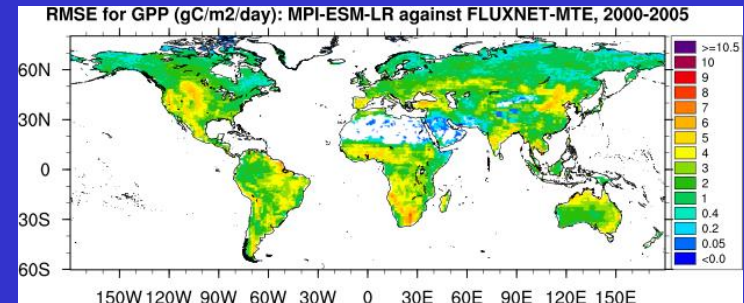 RMSE for GPP (gC/m2/day): MPI-ESM-LR against FLUXNET-MTE, 2000-2005
60N
30N
0
30S
60S
150W 120W 90W 60W 30W 0 30E 60E 90E 120E 150E
>=10.5
10
9
8
7
6
5
4
3
2
1
0.4
0.2
0.05
<0.0